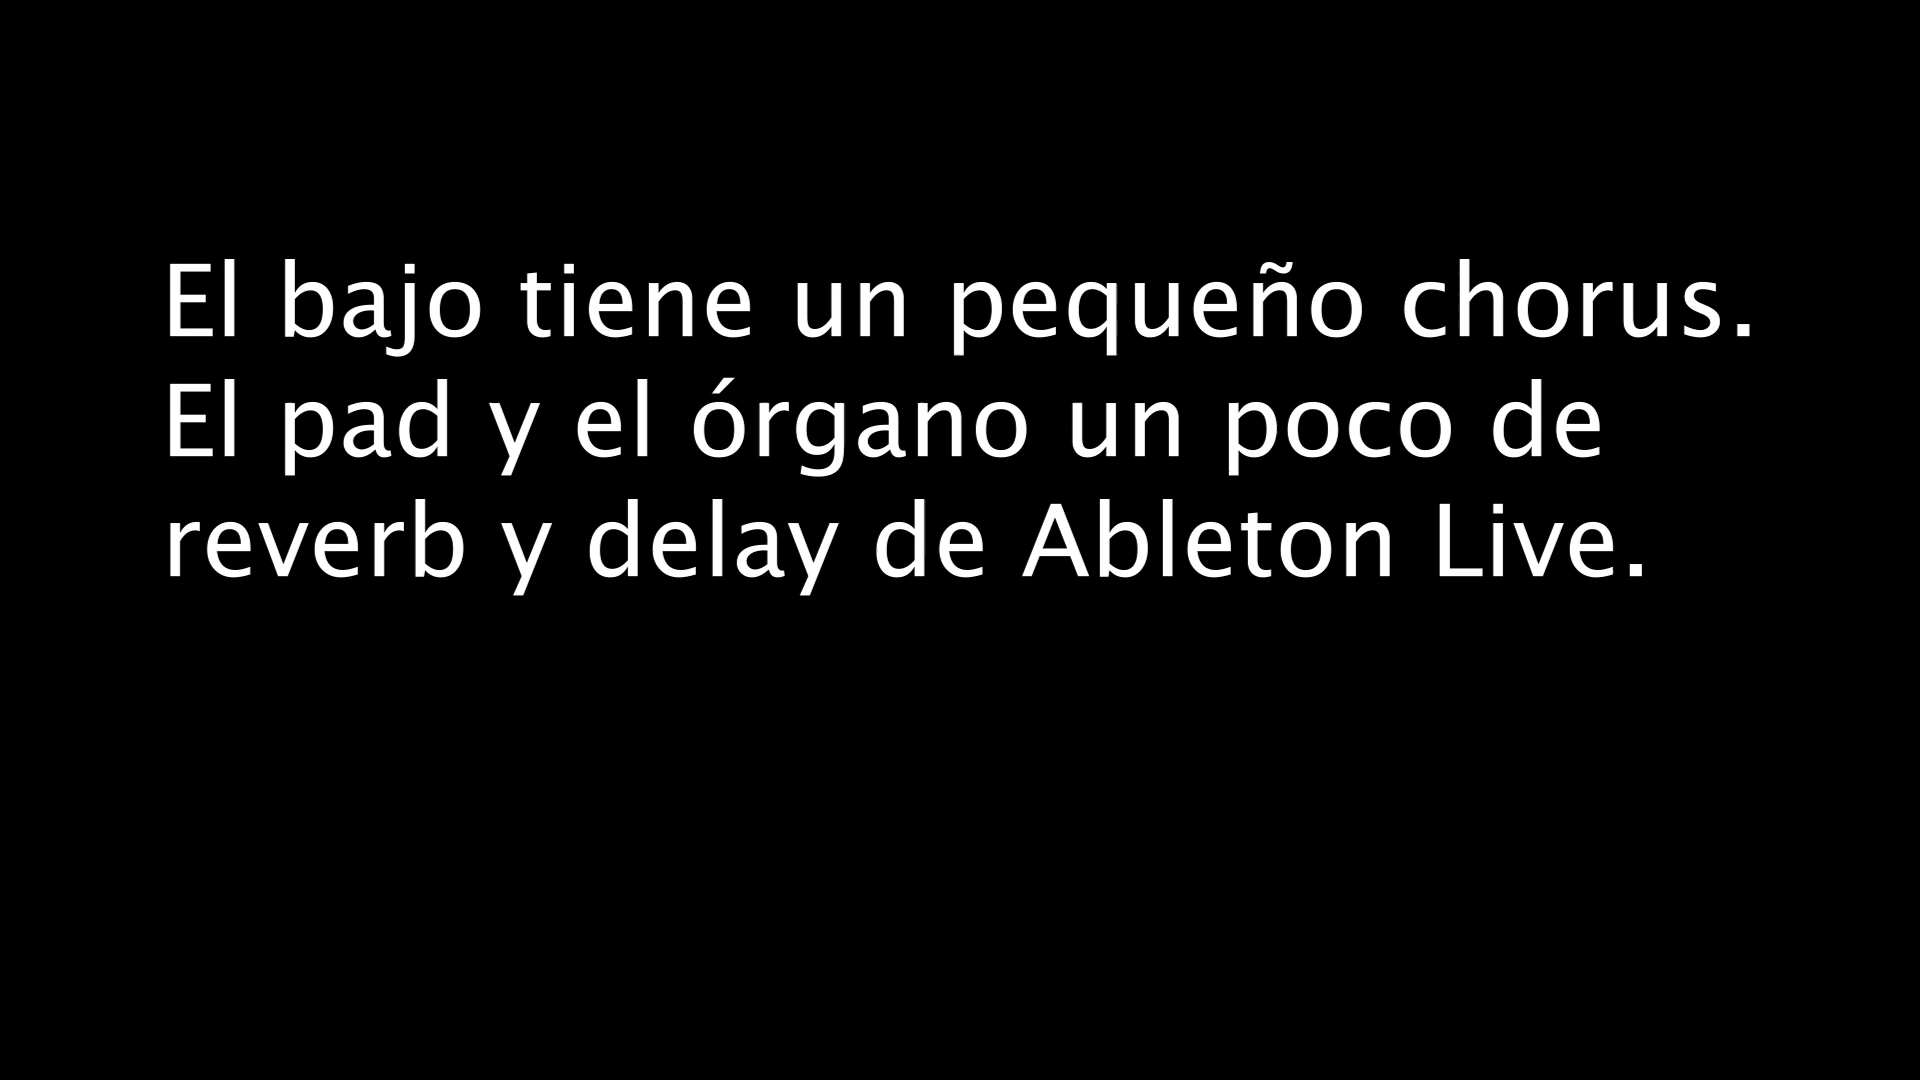 El bajo tiene un pequeño chorus.
El pad y el órgano un poco de
reverb y delay de Ableton Live.